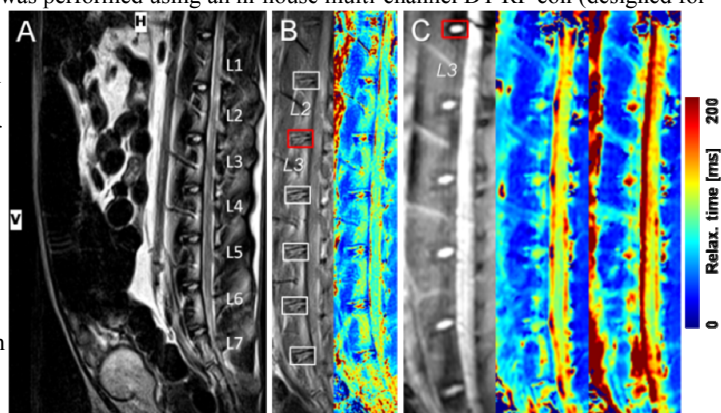 was performed using an in-house multi-channel DT-RF coil (designed for
A
H
B
C
L1
L2
L3
L4
L5
L6
L7
V
L2
L3
L3
200
Relax. time [ms]
0